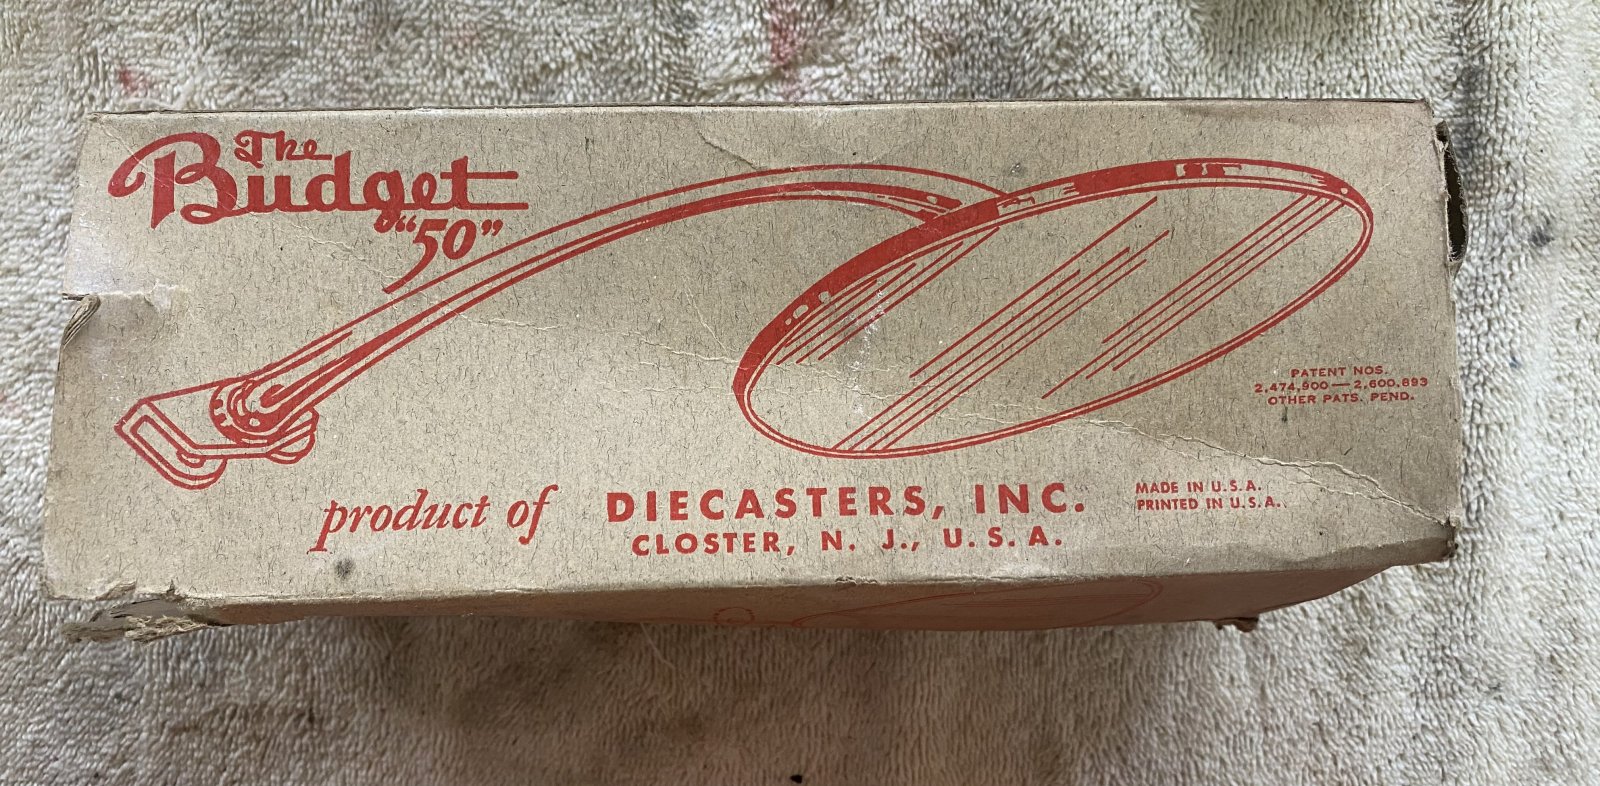 The
Budget
"50"
PATENT NOS.
2,474,900—2,600,693
OTHER PATS. PEND.
product of DIECASTERS, INC.
CLOSTER, N. J., U. S. A.
MADE IN U. S. A.
PRINTED IN U. S. A.